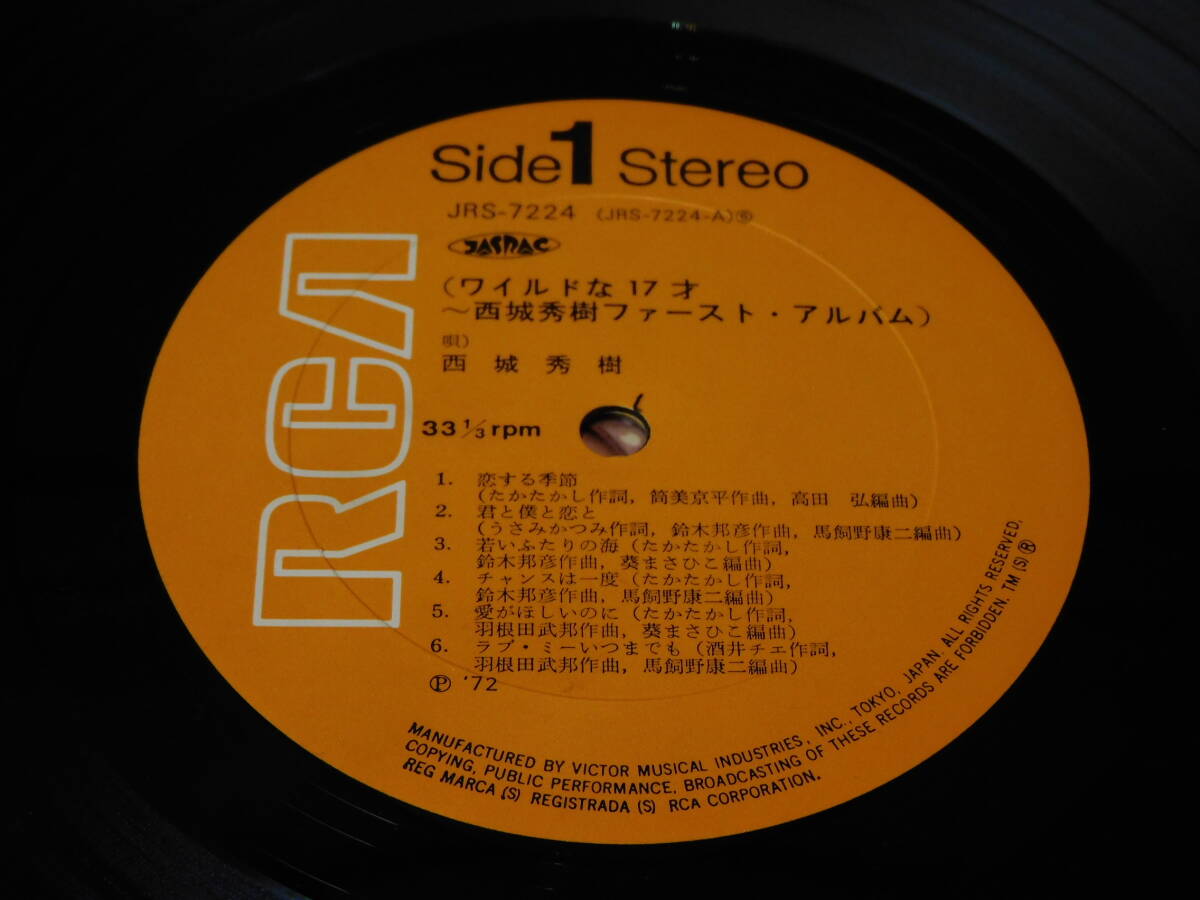 Side 1 Stereo
JRS-7224 (JRS-7224-A)Ⓢ
JASRAC
(ワイルドな 17 才
〜西城秀樹ファースト・アルバム)
唄)
西 城 秀 樹
RCA
33 1/3 rpm
1. 恋する季節
(たかたかし作詞, 筒美京平作曲, 高田 弘編曲)
2. 君と僕と恋と
(うさみかつみ作詞, 鈴木邦彦作曲, 馬飼野康二編曲)
3. 若いふたりの海 (たかたかし作詞,
鈴木邦彦作曲, 葵まさひこ編曲)
4. チャンスは一度 (たかたかし作詞,
鈴木邦彦作曲, 馬飼野康二編曲)
5. 愛がほしいのに (たかたかし作詞,
羽根田武邦作曲, 葵まさひこ編曲)
6. ラブ・ミーいつまでも (酒井チエ作詞,
羽根田武邦作曲, 馬飼野康二編曲)
Ⓟ '72
MANUFACTURED BY VICTOR MUSICAL INDUSTRIES, INC., TOKYO, JAPAN. ALL RIGHTS RESERVED.
COPYING, PUBLIC PERFORMANCE, BROADCASTING OF THESE RECORDS ARE FORBIDDEN. TM (S) ®
REG MARCA (S) REGISTRADA (S) RCA CORPORATION.